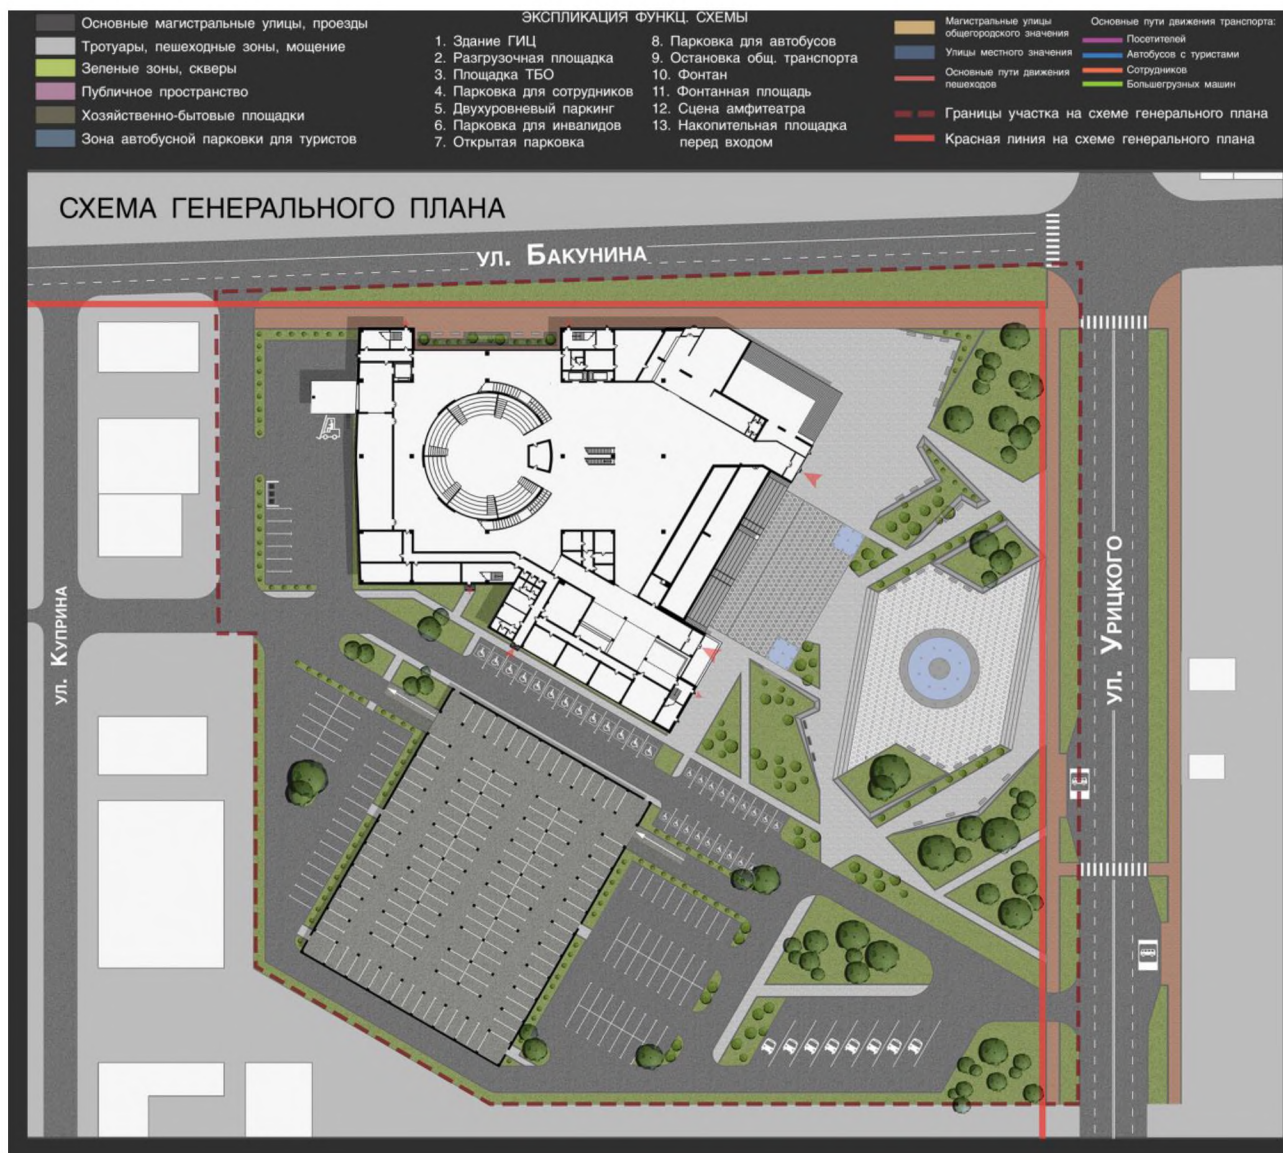 Основные магистральные улицы, проезды
Тротуары, пешеходные зоны, мощение
Зеленые зоны, скверы
Публичное пространство
Хозяйственно-бытовые площадки
Зона автобусной парковки для туристов
ЭКСПЛИКАЦИЯ ФУНКЦ. СХЕМЫ
1. Здание ГИЦ
2. Разгрузочная площадка
3. Площадка ТБО
4. Парковка для сотрудников
5. Двухуровневый паркинг
6. Парковка для инвалидов
7. Открытая парковка
8. Парковка для автобусов
9. Остановка общ. транспорта
10. Фонтан
11. Фонтанная площадь
12. Сцена амфитеатра
13. Накопительная площадка
перед входом
Магистральные улицы
общегородского значения
Улицы местного значения
Основные пути движения
пешеходов
Основные пути движения транспорта:
Посетителей
Автобусов с туристами
Сотрудников
Большегрузных машин
Границы участка на схеме генерального плана
Красная линия на схеме генерального плана
СХЕМА ГЕНЕРАЛЬНОГО ПЛАНА
ул. Бакунина
ул. Куприна
ул. Урицкого